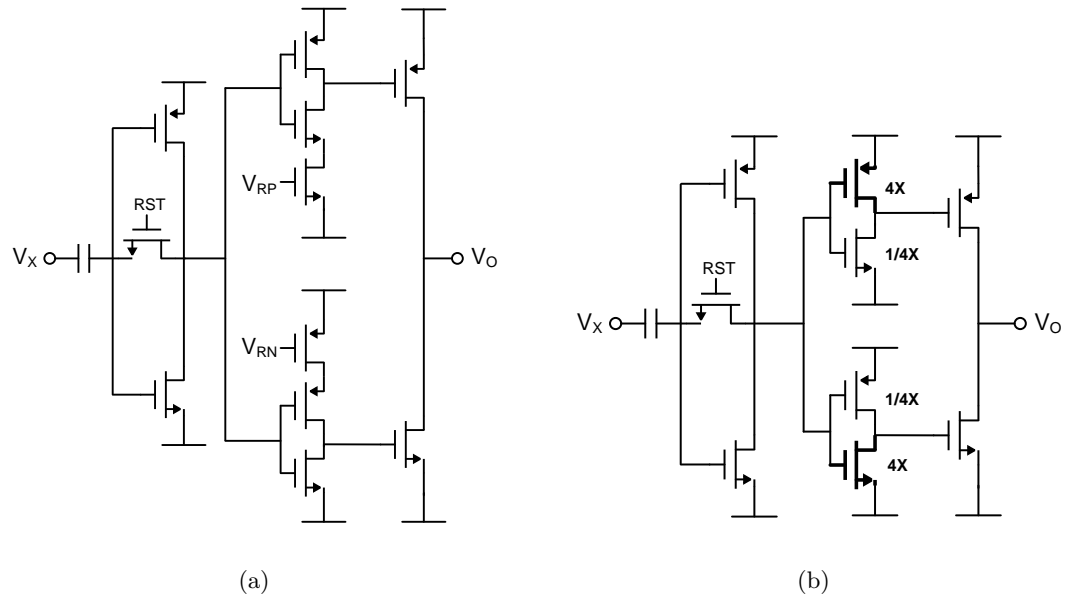 V_RP
RST
V_X
V_O
V_RN
4X
1/4X
RST
V_X
V_O
1/4X
4X
(a)
(b)